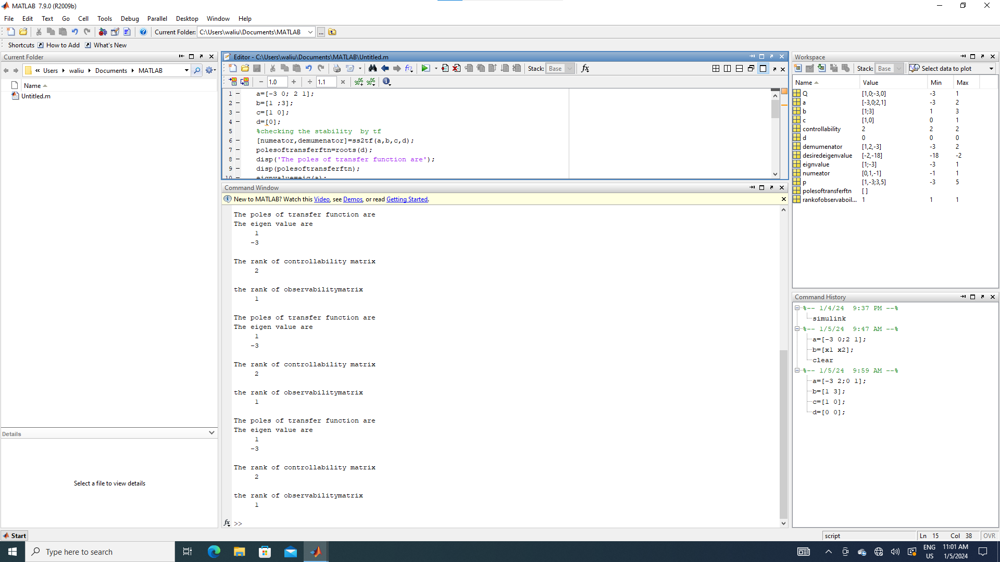 MATLAB 7.9.0 (R2009b)
File Edit Text Go Cell Tools Debug Parallel Desktop Window Help
Current Folder: C:\Users\waliu\Documents\MATLAB ...
Shortcuts How to Add What's New
Current Folder
« Users waliu Documents MATLAB
Name
Untitled.m
Details
Select a file to view details
Editor - C:\Users\waliu\Documents\MATLAB\Untitled.m
Stack: Base fx
− 1.0 + ÷ 1.1 ×
1 − a=[-3 0; 2 1];
2 − b=[1 ;3];
3 − c=[1 0];
4 − d=[0];
5 %checking the stability  by tf
6 − [numeator,demumenator]=ss2tf(a,b,c,d);
7 − polesoftransferftn=roots(d);
8 − disp('The poles of transfer function are');
9 − disp(polesoftransferftn);
10 − eignvalue=eig(a);
Command Window
New to MATLAB? Watch this Video, see Demos, or read Getting Started.
The poles of transfer function are
The eigen value are
1
-3
The rank of controllability matrix
2
the rank of observabilitymatrix
1
The poles of transfer function are
The eigen value are
1
-3
The rank of controllability matrix
2
the rank of observabilitymatrix
1
The poles of transfer function are
The eigen value are
1
-3
The rank of controllability matrix
2
the rank of observabilitymatrix
1
fx >>
Workspace
Stack: Base Select data to plot
Name Value Min Max
Q [1,0;-3,0] -3 1
a [-3,0;2,1] -3 2
b [1;3] 1 3
c [1,0] 0 1
controllability 2 2 2
d 0 0 0
demumenator [1,2,-3] -3 2
desiredeigenvalue [-2,-18] -18 -2
eignvalue [1;-3] -3 1
numeator [0,1,-1] -1 1
p [1,-3;3,5] -3 5
polesoftransferftn [ ]
rankofobservaboil... 1 1 1
Command History
%-- 1/4/24  9:37 PM --%
simulink
%-- 1/5/24  9:47 AM --%
a=[-3 0;2 1];
b=[x1 x2];
clear
%-- 1/5/24  9:59 AM --%
a=[-3 2;0 1];
b=[1 3];
c=[1 0];
d=[0 0];
Start
script Ln 15 Col 38 OVR
Type here to search
ENG
US
11:01 AM
1/5/2024